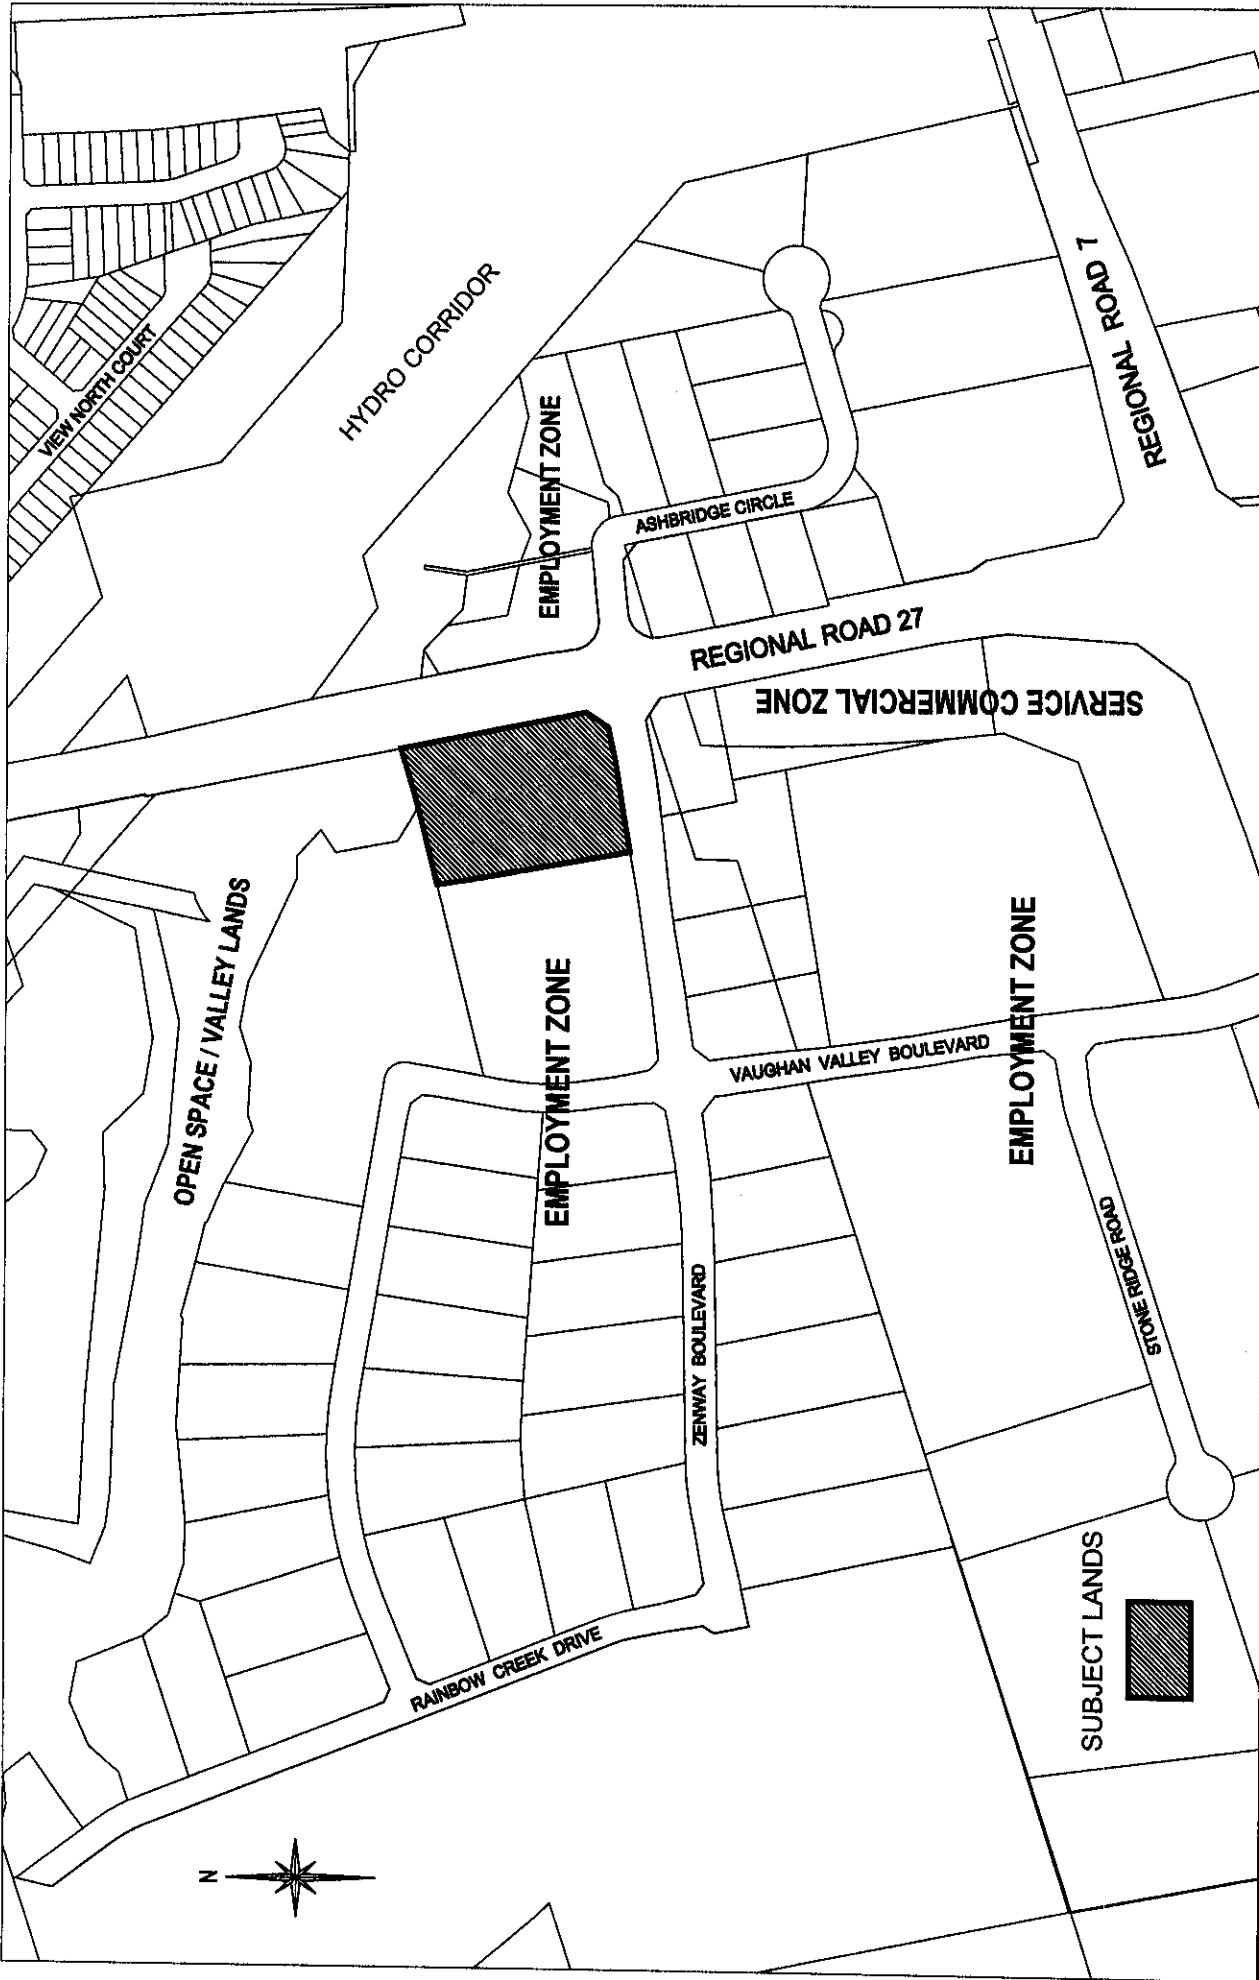 VIEW NORTH COURT
HYDRO CORRIDOR
REGIONAL ROAD 7
EMPLOYMENT ZONE
ASHBRIDGE CIRCLE
REGIONAL ROAD 27
SERVICE COMMERCIAL ZONE
OPEN SPACE / VALLEY LANDS
EMPLOYMENT ZONE
EMPLOYMENT ZONE
VAUGHAN VALLEY BOULEVARD
ZENWAY BOULEVARD
STONE RIDGE ROAD
RAINBOW CREEK DRIVE
SUBJECT LANDS
N